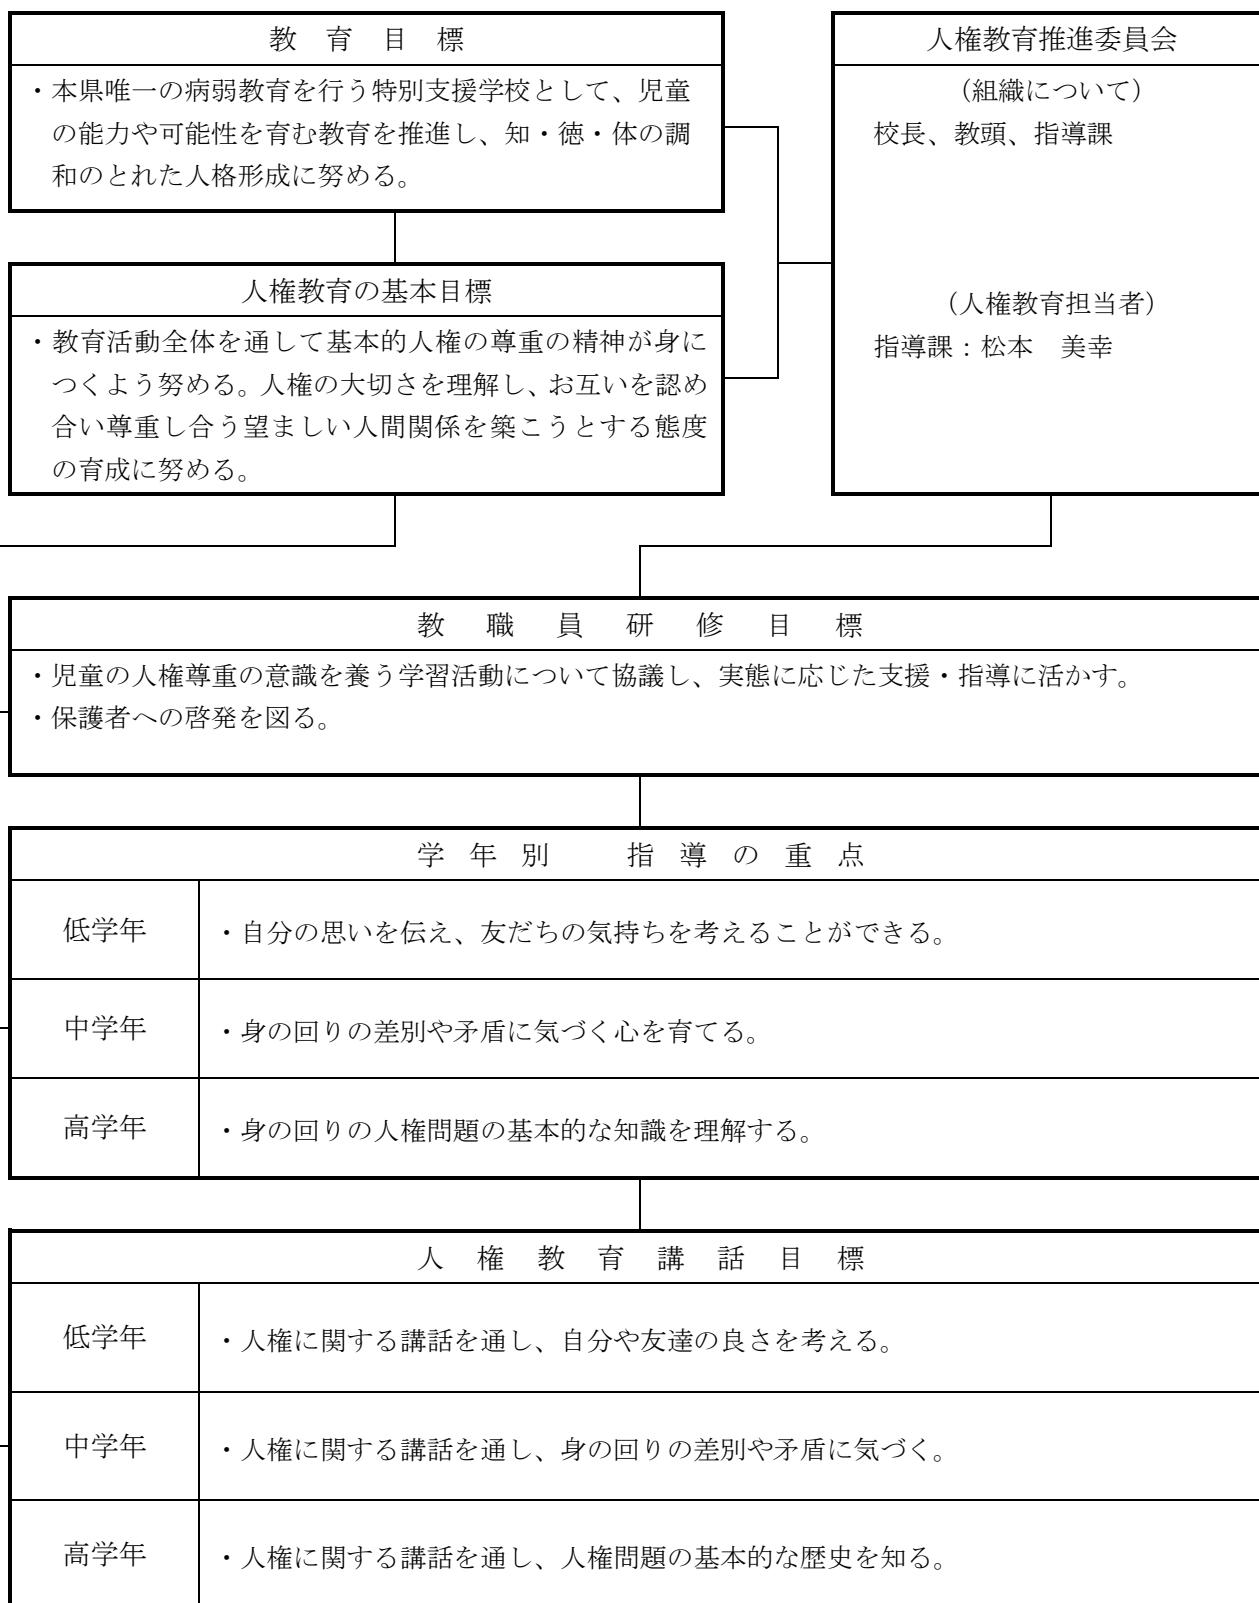 教育目標
・本県唯一の病弱教育を行う特別支援学校として、児童
の能力や可能性を育む教育を推進し、知・徳・体の調
和のとれた人格形成に努める。
人権教育の基本目標
・教育活動全体を通して基本的人権の尊重の精神が身に
つくよう努める。人権の大切さを理解し、お互いを認め
合い尊重し合う望ましい人間関係を築こうとする態度
の育成に努める。
人権教育推進委員会
（組織について）
校長、教頭、指導課
（人権教育担当者）
指導課：松本　美幸
教職員研修目標
・児童の人権尊重の意識を養う学習活動について協議し、実態に応じた支援・指導に活かす。
・保護者への啓発を図る。
学年別　指導の重点
低学年
・自分の思いを伝え、友だちの気持ちを考えることができる。
中学年
・身の回りの差別や矛盾に気づく心を育てる。
高学年
・身の回りの人権問題の基本的な知識を理解する。
人権教育講話目標
低学年
・人権に関する講話を通し、自分や友達の良さを考える。
中学年
・人権に関する講話を通し、身の回りの差別や矛盾に気づく。
高学年
・人権に関する講話を通し、人権問題の基本的な歴史を知る。